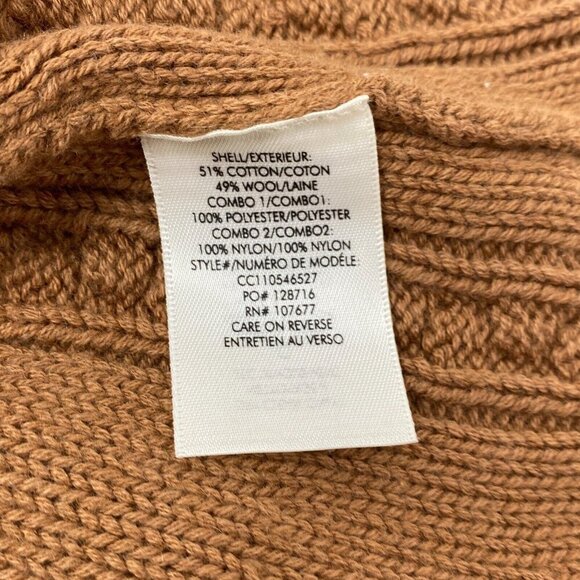 SHELL/EXTERIEUR:
51% COTTON/COTON
49% WOOL/LAINE
COMBO 1/COMBO1:
100% POLYESTER/POLYESTER
COMBO 2/COMBO2:
100% NYLON/100% NYLON
STYLE#/NUMÉRO DE MODÉLE:
CC110546527
PO# 128716
RN# 107677
CARE ON REVERSE
ENTRETIEN AU VERSO